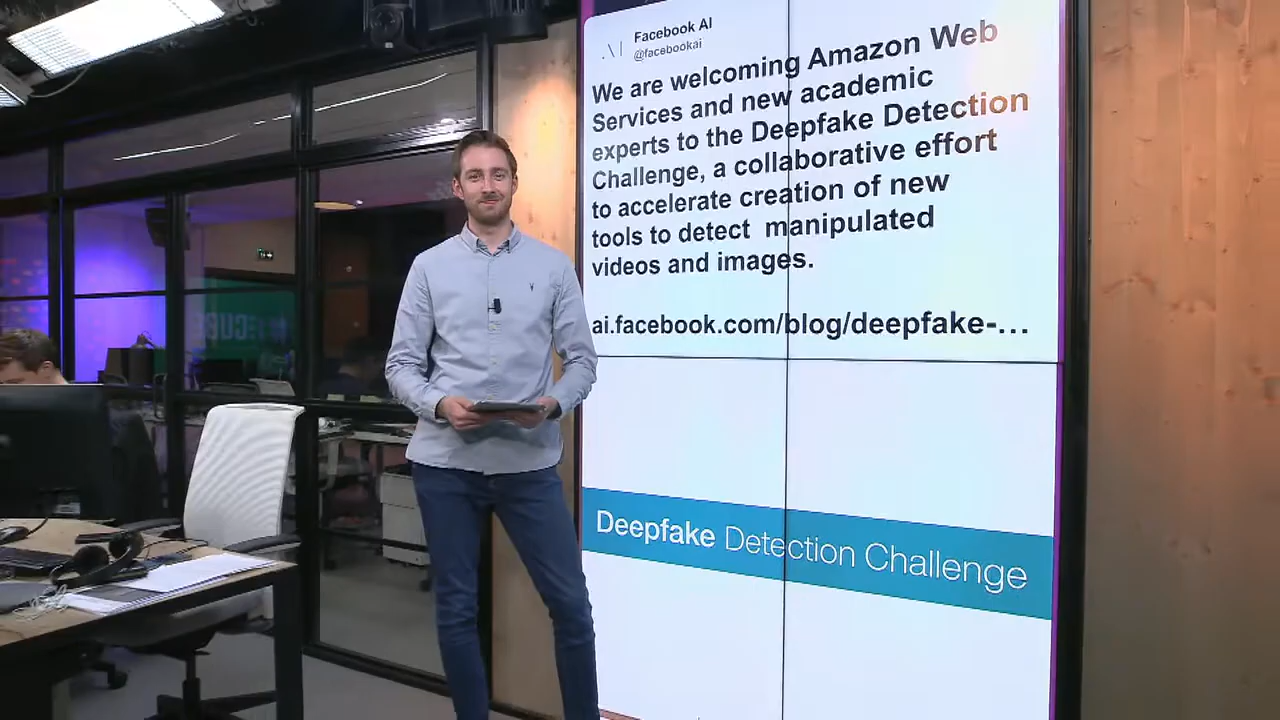 Facebook AI
@facebookai
We are welcoming Amazon Web
Services and new academic
experts to the Deepfake Detection
Challenge, a collaborative effort
to accelerate creation of new
tools to detect manipulated
videos and images.
ai.facebook.com/blog/deepfake-...
Deepfake Detection Challenge